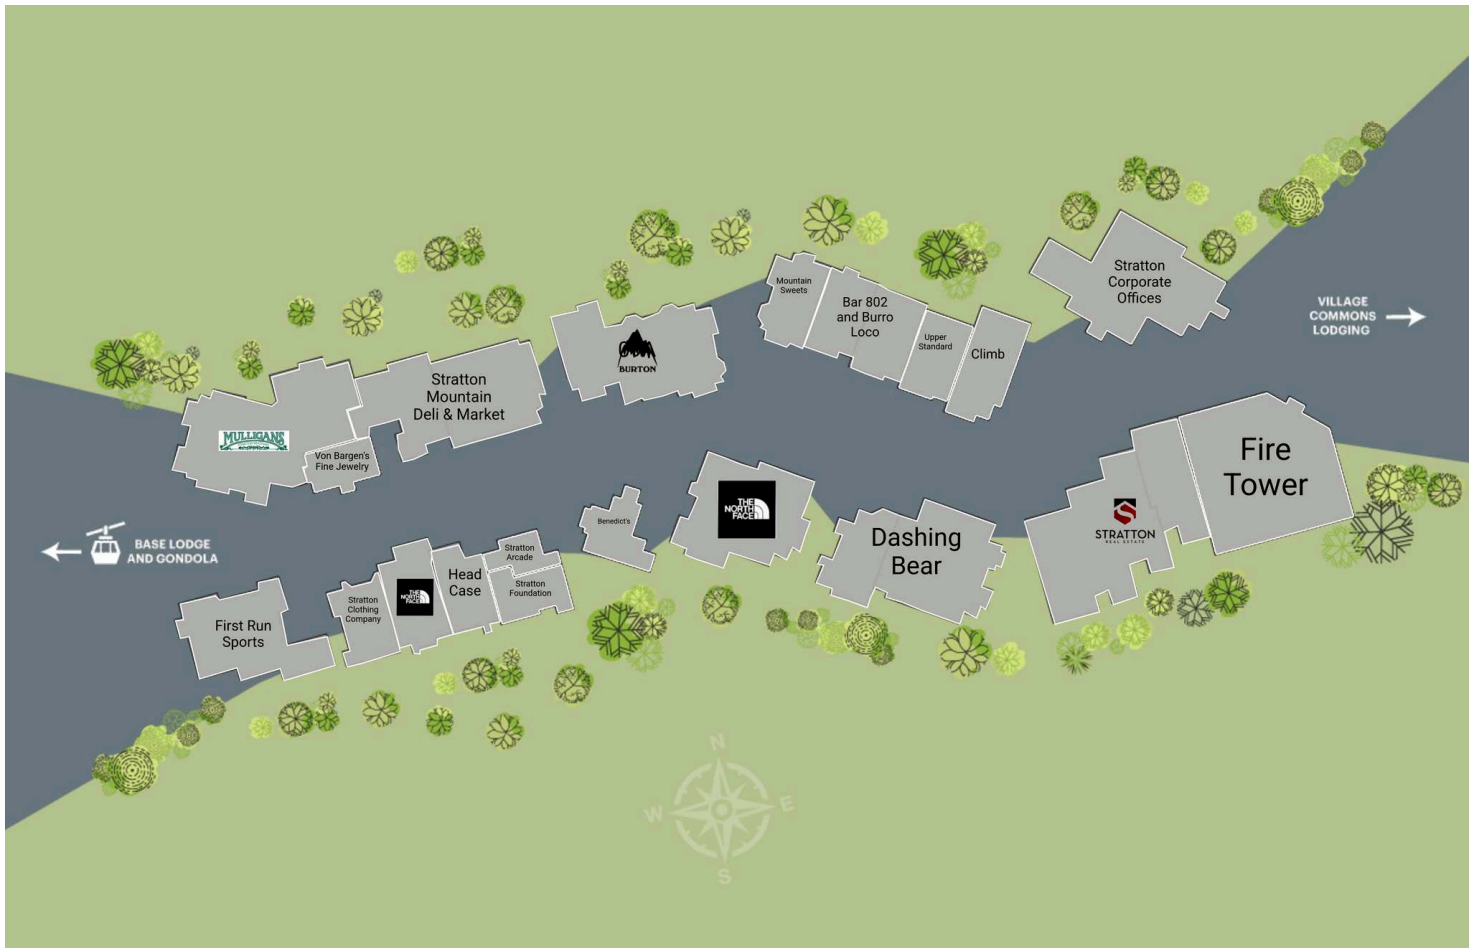 Stratton
Corporate
Offices
Mountain
Sweets
Bar 802
and Burro
Loco
Upper
Standard
Climb
VILLAGE
COMMONS
LODGING
BURTON
Stratton
Mountain
Deli & Market
MULLIGANS
Von Bargen's
Fine Jewelry
Fire
Tower
THE
NORTH
FACE
STRATTON
REAL ESTATE
Benedict's
Dashing
Bear
BASE LODGE
AND GONDOLA
Stratton
Arcade
Stratton
Foundation
Head
Case
THE
NORTH
FACE
Stratton
Clothing
Company
First Run
Sports
N
W
E
S